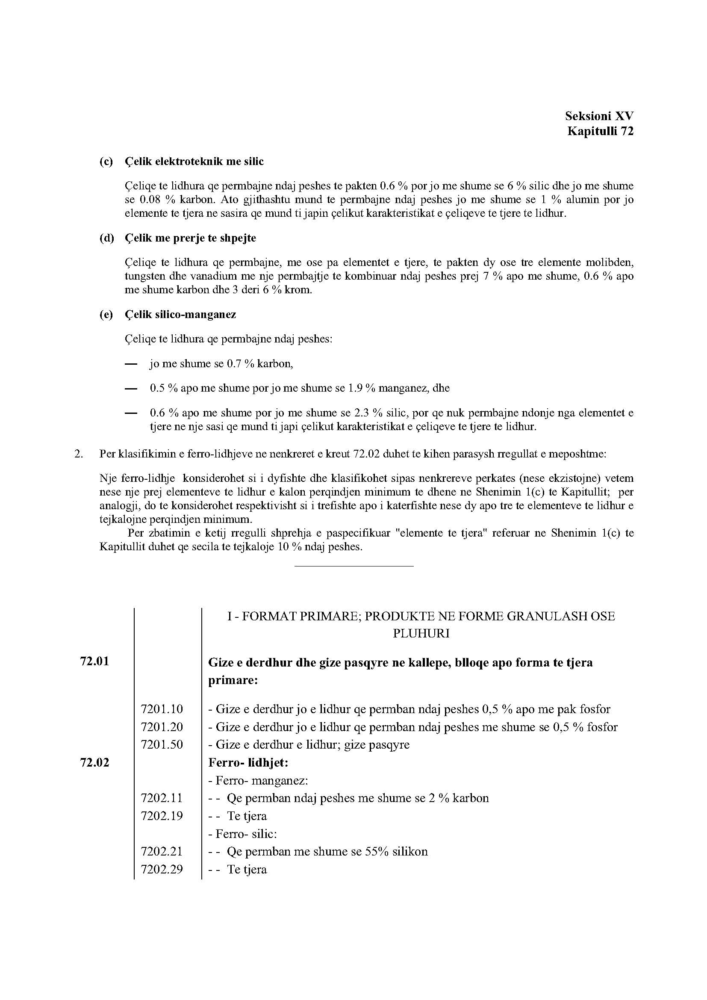 Seksioni XV
Kapitulli 72
(c) Çelik elektroteknik me silic
Çeliqe te lidhura qe permbajne ndaj peshes te pakten 0.6 % por jo me shume se 6 % silic dhe jo me shume
se 0.08 % karbon. Ato gjithashtu mund te permbajne ndaj peshes jo me shume se 1 % alumin por jo
elemente te tjera ne sasira qe mund ti japin çelikut karakteristikat e çeliqeve te tjere te lidhur.
(d) Çelik me prerje te shpejte
Çeliqe te lidhura qe permbajne, me ose pa elementet e tjere, te pakten dy ose tre elemente molibden,
tungsten dhe vanadium me nje permbajtje te kombinuar ndaj peshes prej 7 % apo me shume, 0.6 % apo
me shume karbon dhe 3 deri 6 % krom.
(e) Çelik silico-manganez
Çeliqe te lidhura qe permbajne ndaj peshes:
— jo me shume se 0.7 % karbon,
— 0.5 % apo me shume por jo me shume se 1.9 % manganez, dhe
— 0.6 % apo me shume por jo me shume se 2.3 % silic, por qe nuk permbajne ndonje nga elementet e
tjere ne nje sasi qe mund ti japi çelikut karakteristikat e çeliqeve te tjere te lidhur.
2. Per klasifikimin e ferro-lidhjeve ne nenkreret e kreut 72.02 duhet te kihen parasysh rregullat e meposhtme:
Nje ferro-lidhje konsiderohet si i dyfishte dhe klasifikohet sipas nenkrereve perkates (nese ekzistojne) vetem
nese nje prej elementeve te lidhur e kalon perqindjen minimum te dhene ne Shenimin 1(c) te Kapitullit; per
analogji, do te konsiderohet respektivisht si i trefishte apo i katerfishte nese dy apo tre te elementeve te lidhur e
tejkalojne perqindjen minimum.
Per zbatimin e ketij rregulli shprehja e paspecifikuar "elemente te tjera" referuar ne Shenimin 1(c) te
Kapitullit duhet qe secila te tejkaloje 10 % ndaj peshes.
I - FORMAT PRIMARE; PRODUKTE NE FORME GRANULASH OSE
PLUHURI
72.01 Gize e derdhur dhe gize pasqyre ne kallepe, blloqe apo forma te tjera
primare:
7201.10 - Gize e derdhur jo e lidhur qe permban ndaj peshes 0,5 % apo me pak fosfor
7201.20 - Gize e derdhur jo e lidhur qe permban ndaj peshes me shume se 0,5 % fosfor
7201.50 - Gize e derdhur e lidhur; gize pasqyre
72.02 Ferro- lidhjet:
- Ferro- manganez:
7202.11 - - Qe permban ndaj peshes me shume se 2 % karbon
7202.19 - - Te tjera
- Ferro- silic:
7202.21 - - Qe permban me shume se 55% silikon
7202.29 - - Te tjera